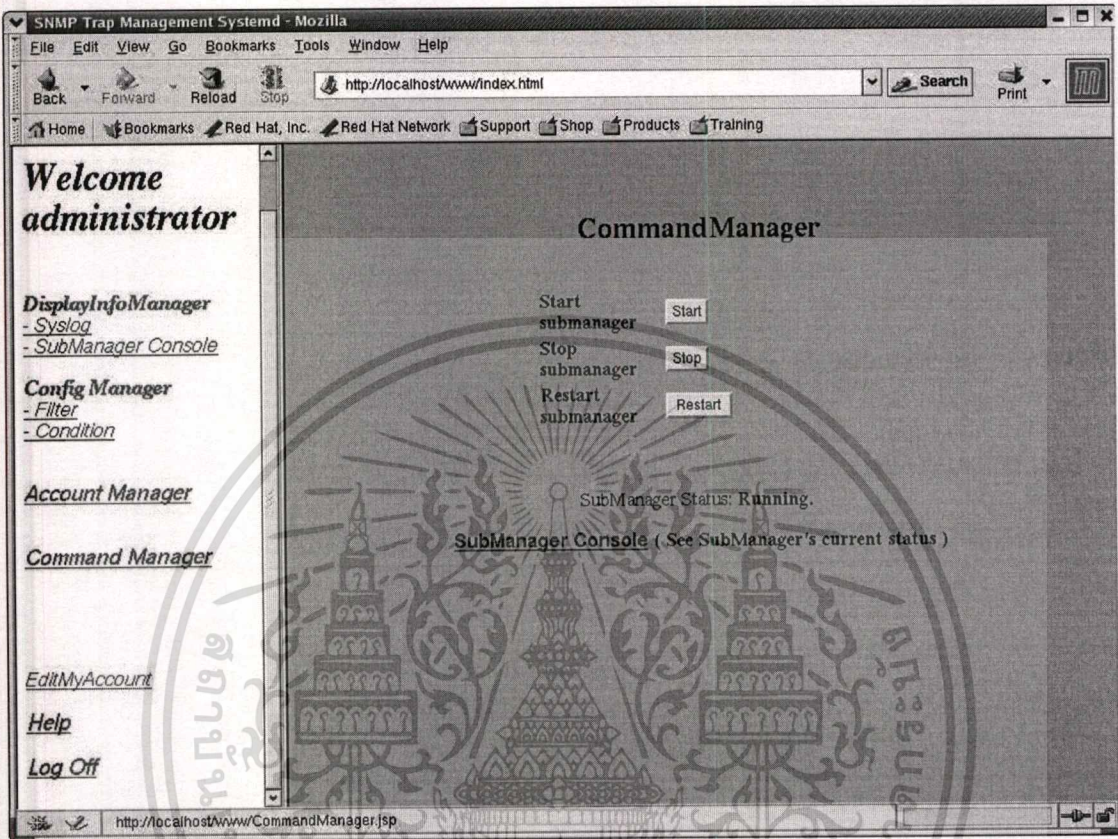 SNMP Trap Management Systemd - Mozilla
File Edit View Go Bookmarks Tools Window Help
Back Forward Reload Stop http://localhost/www/index.html Search Print
Home Bookmarks Red Hat, Inc. Red Hat Network Support Shop Products Training
Welcome
administrator
DisplayInfoManager
- Syslog
- SubManager Console
Config Manager
- Filter
- Condition
Account Manager
Command Manager
EditMyAccount
Help
Log Off
CommandManager
Start
submanager Start
Stop
submanager Stop
Restart
submanager Restart
SubManager Status: Running.
SubManager Console ( See SubManager's current status )
http://localhost/www/CommandManager.jsp